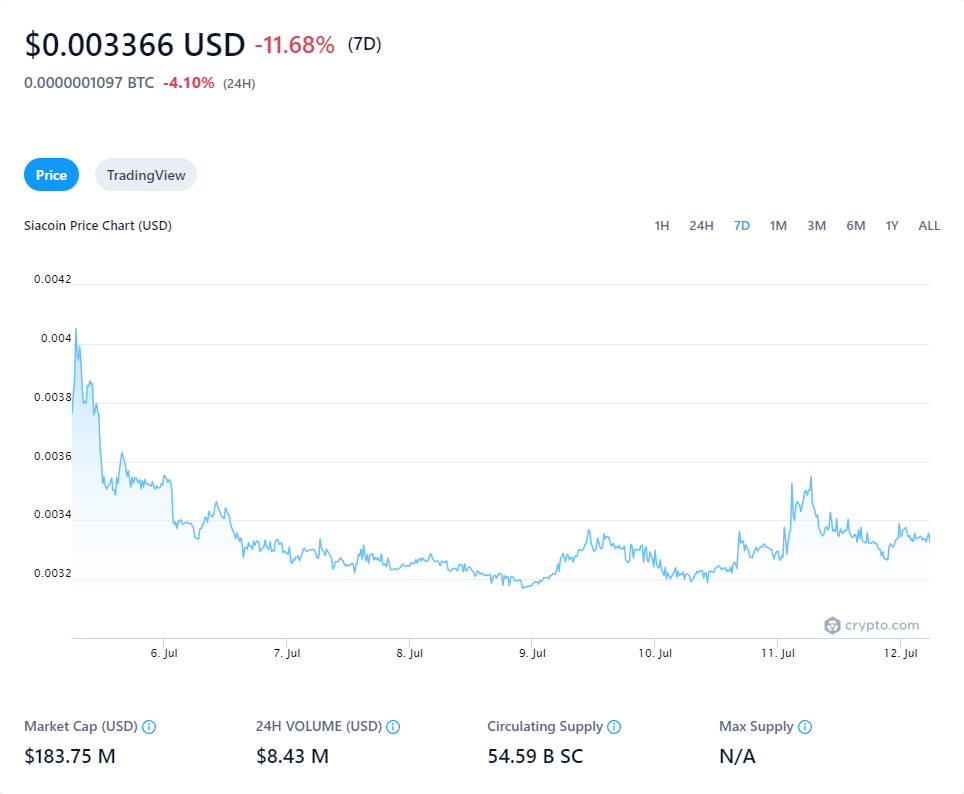 $0.003366 USD -11.68% (7D)
0.0000001097 BTC -4.10% (24H)
Price TradingView
Siacoin Price Chart (USD) 1H 24H 7D 1M 3M 6M 1Y ALL
0.0042
0.004
0.0038
0.0036
0.0034
0.0032
crypto.com
6. Jul 7. Jul 8. Jul 9. Jul 10. Jul 11. Jul 12. Jul
Market Cap (USD) 24H VOLUME (USD) Circulating Supply Max Supply
$183.75 M $8.43 M 54.59 B SC N/A